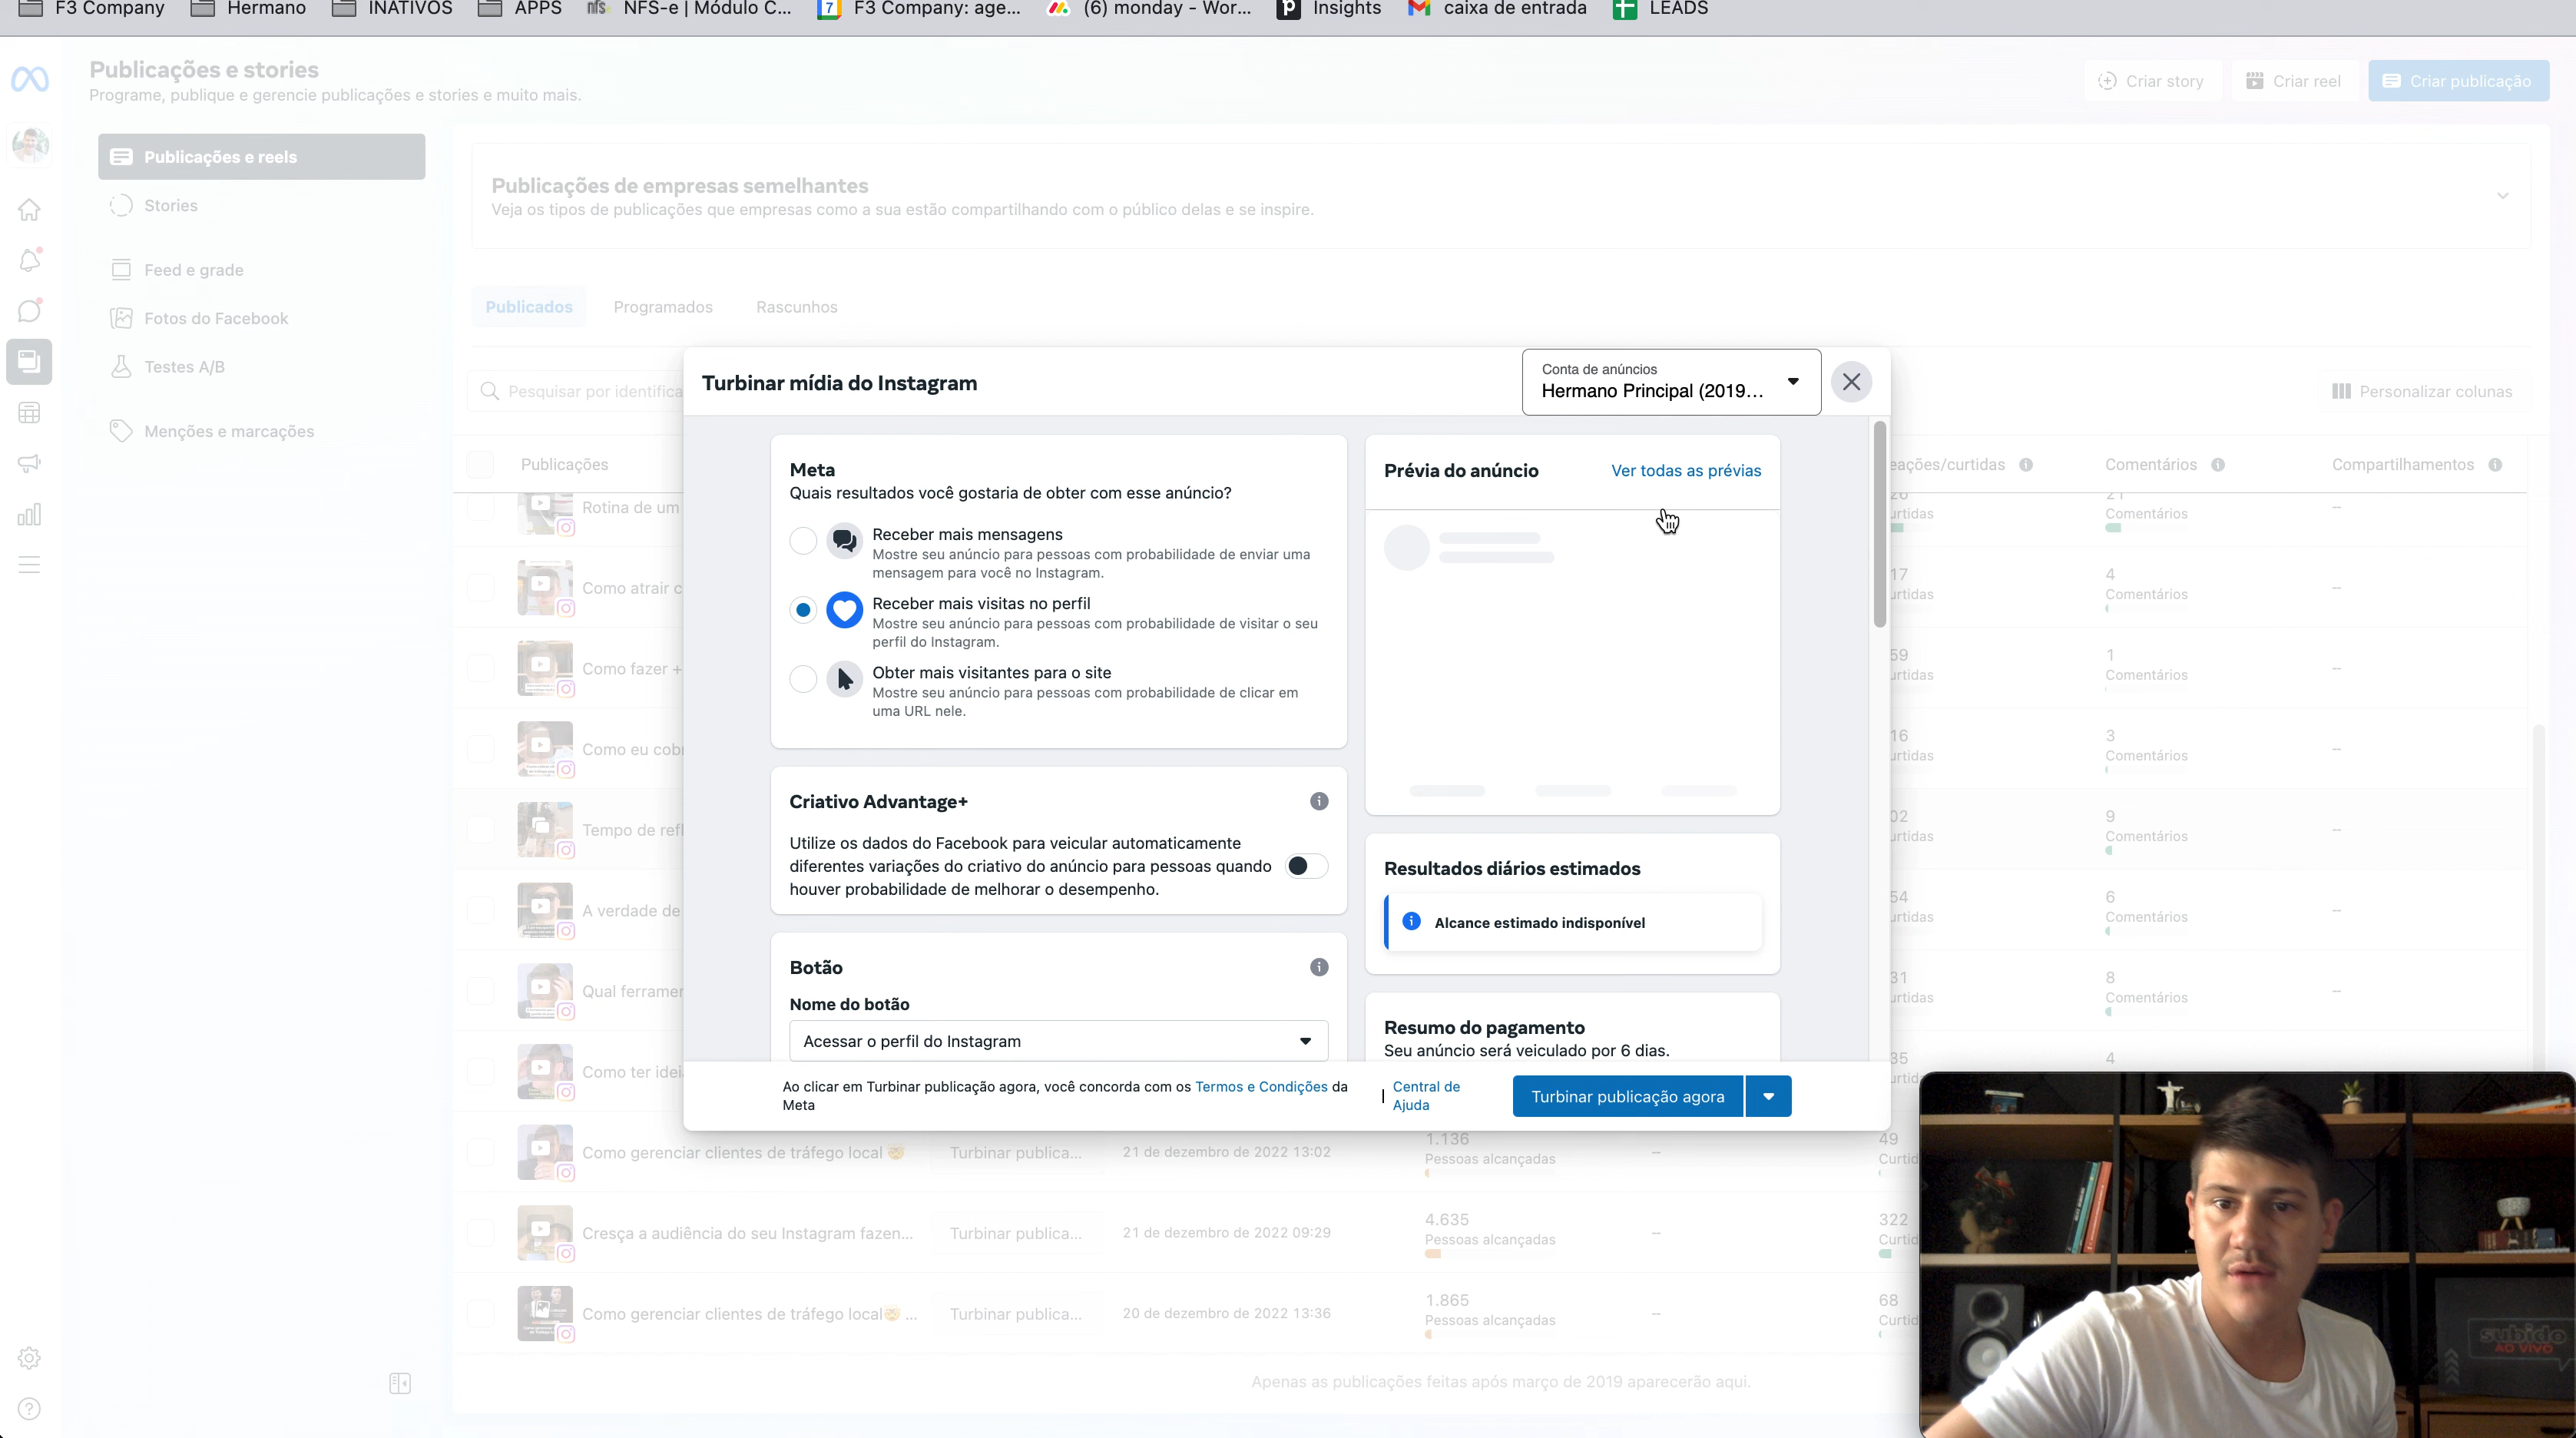 F3 Company
Hermano
INATIVOS
APPS
NFS-e | Módulo C...
F3 Company: age...
(6) monday - Wor...
Insights
caixa de entrada
LEADS
Publicações e stories
Programe, publique e gerencie publicações e stories e muito mais.
Criar story
Criar reel
Criar publicação
Publicações e reels
Stories
Feed e grade
Fotos do Facebook
Testes A/B
Menções e marcações
Publicações de empresas semelhantes
Veja os tipos de publicações que empresas como a sua estão compartilhando com o público delas e se inspire.
Publicados
Programados
Rascunhos
Pesquisar por identifica
Personalizar colunas
Publicações
eações/curtidas
Comentários
Compartilhamentos
Turbinar mídia do Instagram
Conta de anúncios
Hermano Principal (2019...
Meta
Quais resultados você gostaria de obter com esse anúncio?
Receber mais mensagens
Mostre seu anúncio para pessoas com probabilidade de enviar uma
mensagem para você no Instagram.
Receber mais visitas no perfil
Mostre seu anúncio para pessoas com probabilidade de visitar o seu
perfil do Instagram.
Obter mais visitantes para o site
Mostre seu anúncio para pessoas com probabilidade de clicar em
uma URL nele.
Criativo Advantage+
Utilize os dados do Facebook para veicular automaticamente
diferentes variações do criativo do anúncio para pessoas quando
houver probabilidade de melhorar o desempenho.
Botão
Nome do botão
Acessar o perfil do Instagram
Prévia do anúncio
Ver todas as prévias
Resultados diários estimados
Alcance estimado indisponível
Resumo do pagamento
Seu anúncio será veiculado por 6 dias.
Ao clicar em Turbinar publicação agora, você concorda com os Termos e Condições da
Meta
Central de
Ajuda
Turbinar publicação agora
Rotina de um
urtidas
21
Comentários
--
Como atrair c
17
urtidas
4
Comentários
--
Como fazer +
59
urtidas
1
Comentários
--
Como eu cob
16
urtidas
3
Comentários
--
Tempo de refl
02
urtidas
9
Comentários
--
A verdade de
54
urtidas
6
Comentários
--
Qual ferramer
31
urtidas
8
Comentários
--
Como ter idei
35
urtid
4
Como gerenciar clientes de tráfego local 🤯
Turbinar publica...
21 de dezembro de 2022 13:02
1.136
Pessoas alcançadas
--
49
Curtid
Cresça a audiência do seu Instagram fazen...
Turbinar publica...
21 de dezembro de 2022 09:29
4.635
Pessoas alcançadas
--
322
Curtid
Como gerenciar clientes de tráfego local🤯 ...
Turbinar publica...
20 de dezembro de 2022 13:36
1.865
Pessoas alcançadas
--
68
Curtid
Apenas as publicações feitas após março de 2019 aparecerão aqui.
subido
AO VIVO